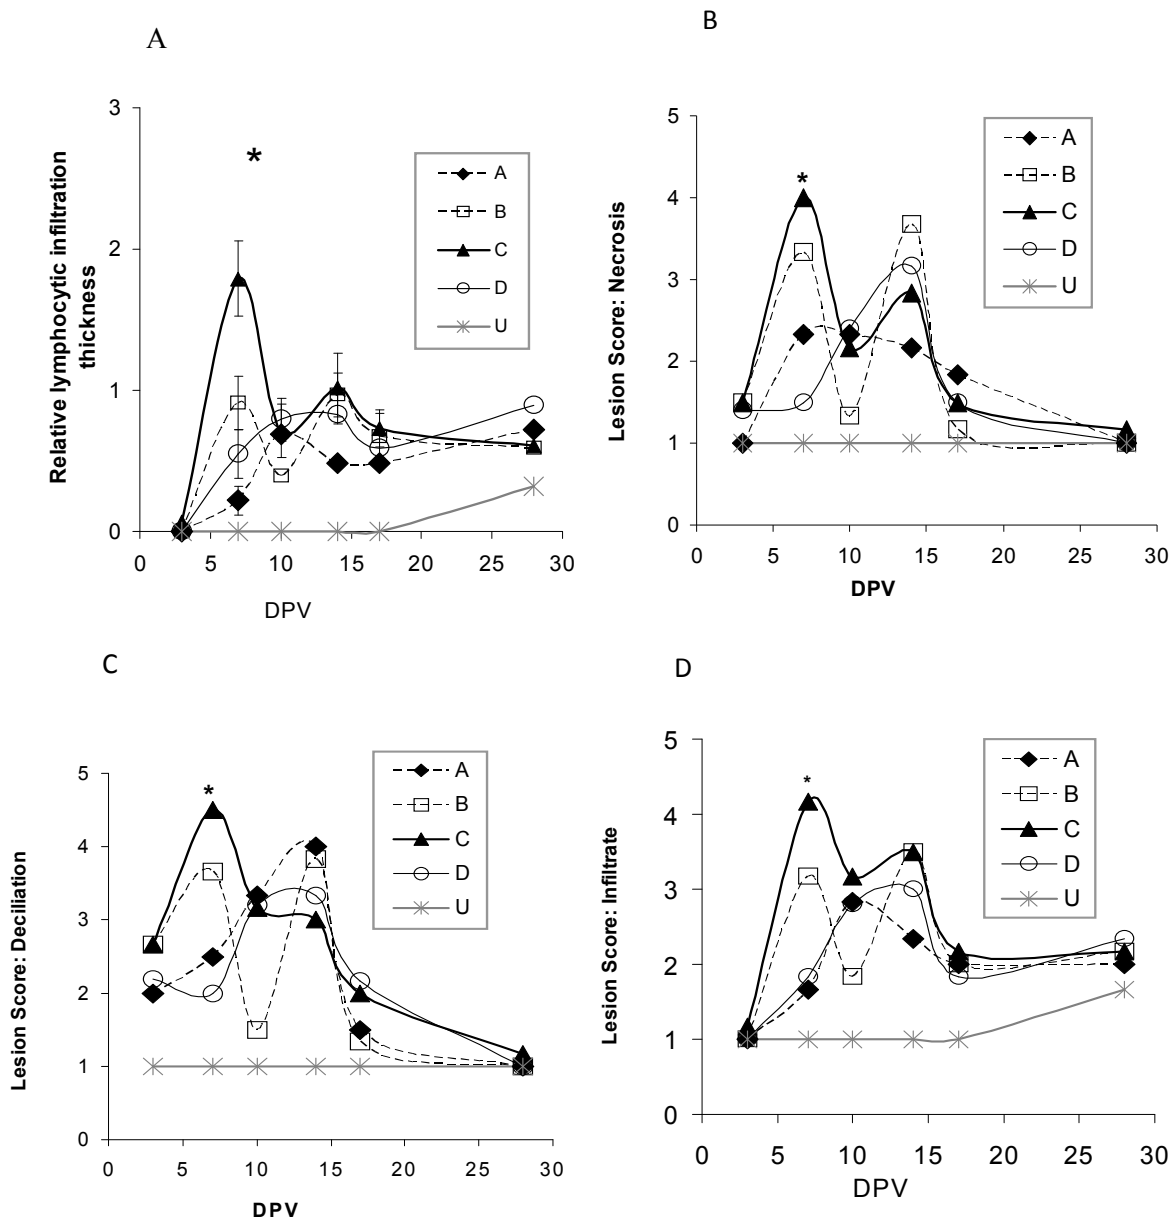 A
Relative lymphocytic infiltration
thickness
3
2
1
0
*
A
B
C
D
U
0 5 10 15 20 25 30
DPV
B
Lesion Score: Necrosis
5
4
3
2
1
0
*
A
B
C
D
U
0 5 10 15 20 25 30
DPV
C
Lesion Score: Deciliation
5
4
3
2
1
0
*
A
B
C
D
U
0 5 10 15 20 25 30
DPV
D
Lesion Score: Infiltrate
5
4
3
2
1
0
*
A
B
C
D
U
0 5 10 15 20 25 30
DPV